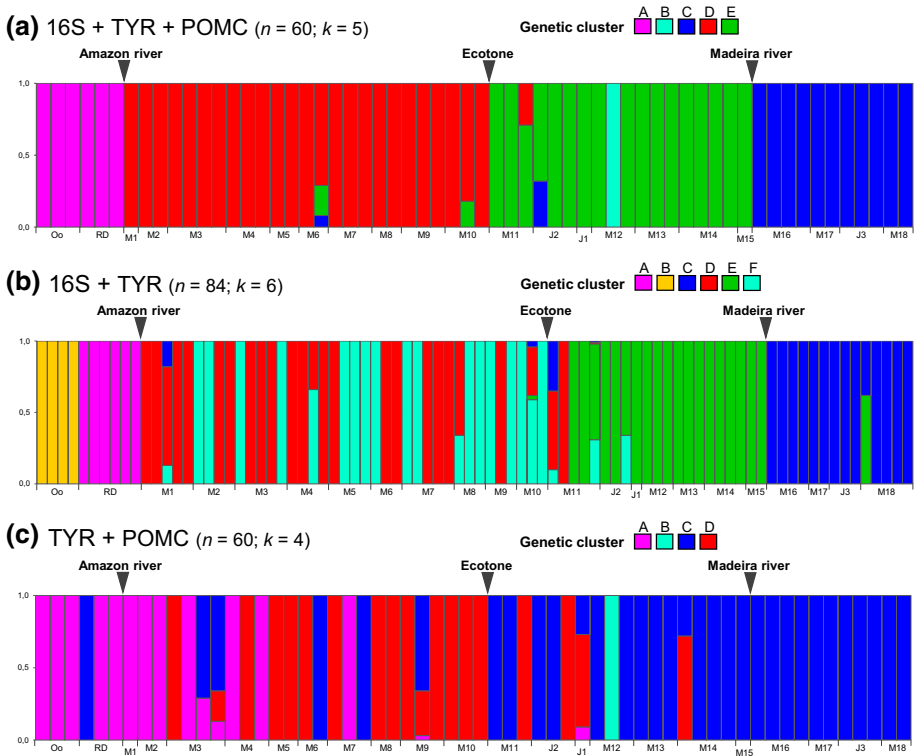 (a) 16S + TYR + POMC (n = 60; k = 5)
Genetic cluster A B C D E
Amazon river Ecotone Madeira river
1,0
0,5
0,0
Oo RD M1 M2 M3 M4 M5 M6 M7 M8 M9 M10 M11 J2 J1 M12 M13 M14 M15 M16 M17 J3 M18
(b) 16S + TYR (n = 84; k = 6)
Genetic cluster A B C D E F
Amazon river Ecotone Madeira river
1,0
0,5
0,0
Oo RD M1 M2 M3 M4 M5 M6 M7 M8 M9 M10 M11 J2 J1 M12 M13 M14 M15 M16 M17 J3 M18
(c) TYR + POMC (n = 60; k = 4)
Genetic cluster A B C D
Amazon river Ecotone Madeira river
1,0
0,5
0,0
Oo RD M1 M2 M3 M4 M5 M6 M7 M8 M9 M10 M11 J2 J1 M12 M13 M14 M15 M16 M17 J3 M18